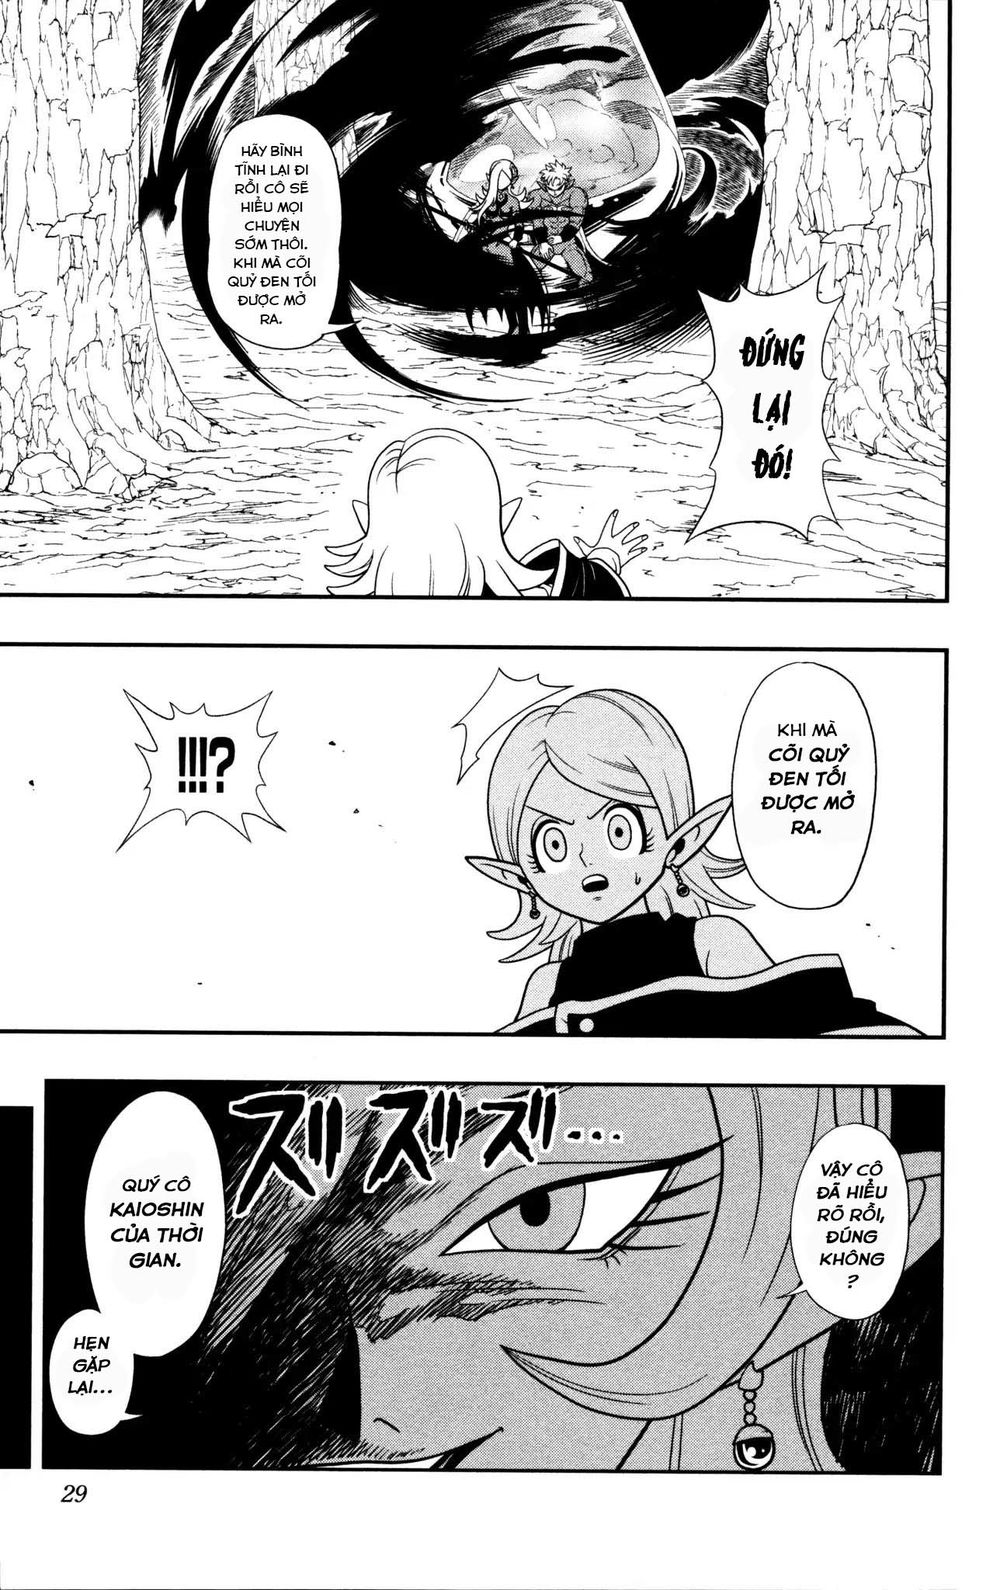 ĐỨNG
LẠI
ĐÓ!
HÃY BÌNH
TĨNH LẠI ĐI
RỒI CÔ SẼ
HIỂU MỌI
CHUYỆN
SỚM THÔI.
KHI MÀ CÕI
QUỶ ĐEN TỐI
ĐƯỢC MỞ
RA.
KHI MÀ
CÕI QUỶ
ĐEN TỐI
ĐƯỢC MỞ
RA.
!!!?
VẬY CÔ
ĐÃ HIỂU
RÕ RỒI,
ĐÚNG
KHÔNG
?
ズズズ...
QUÝ CÔ
KAIOSHIN
CỦA THỜI
GIAN.
HẸN
GẶP
LẠI...
29